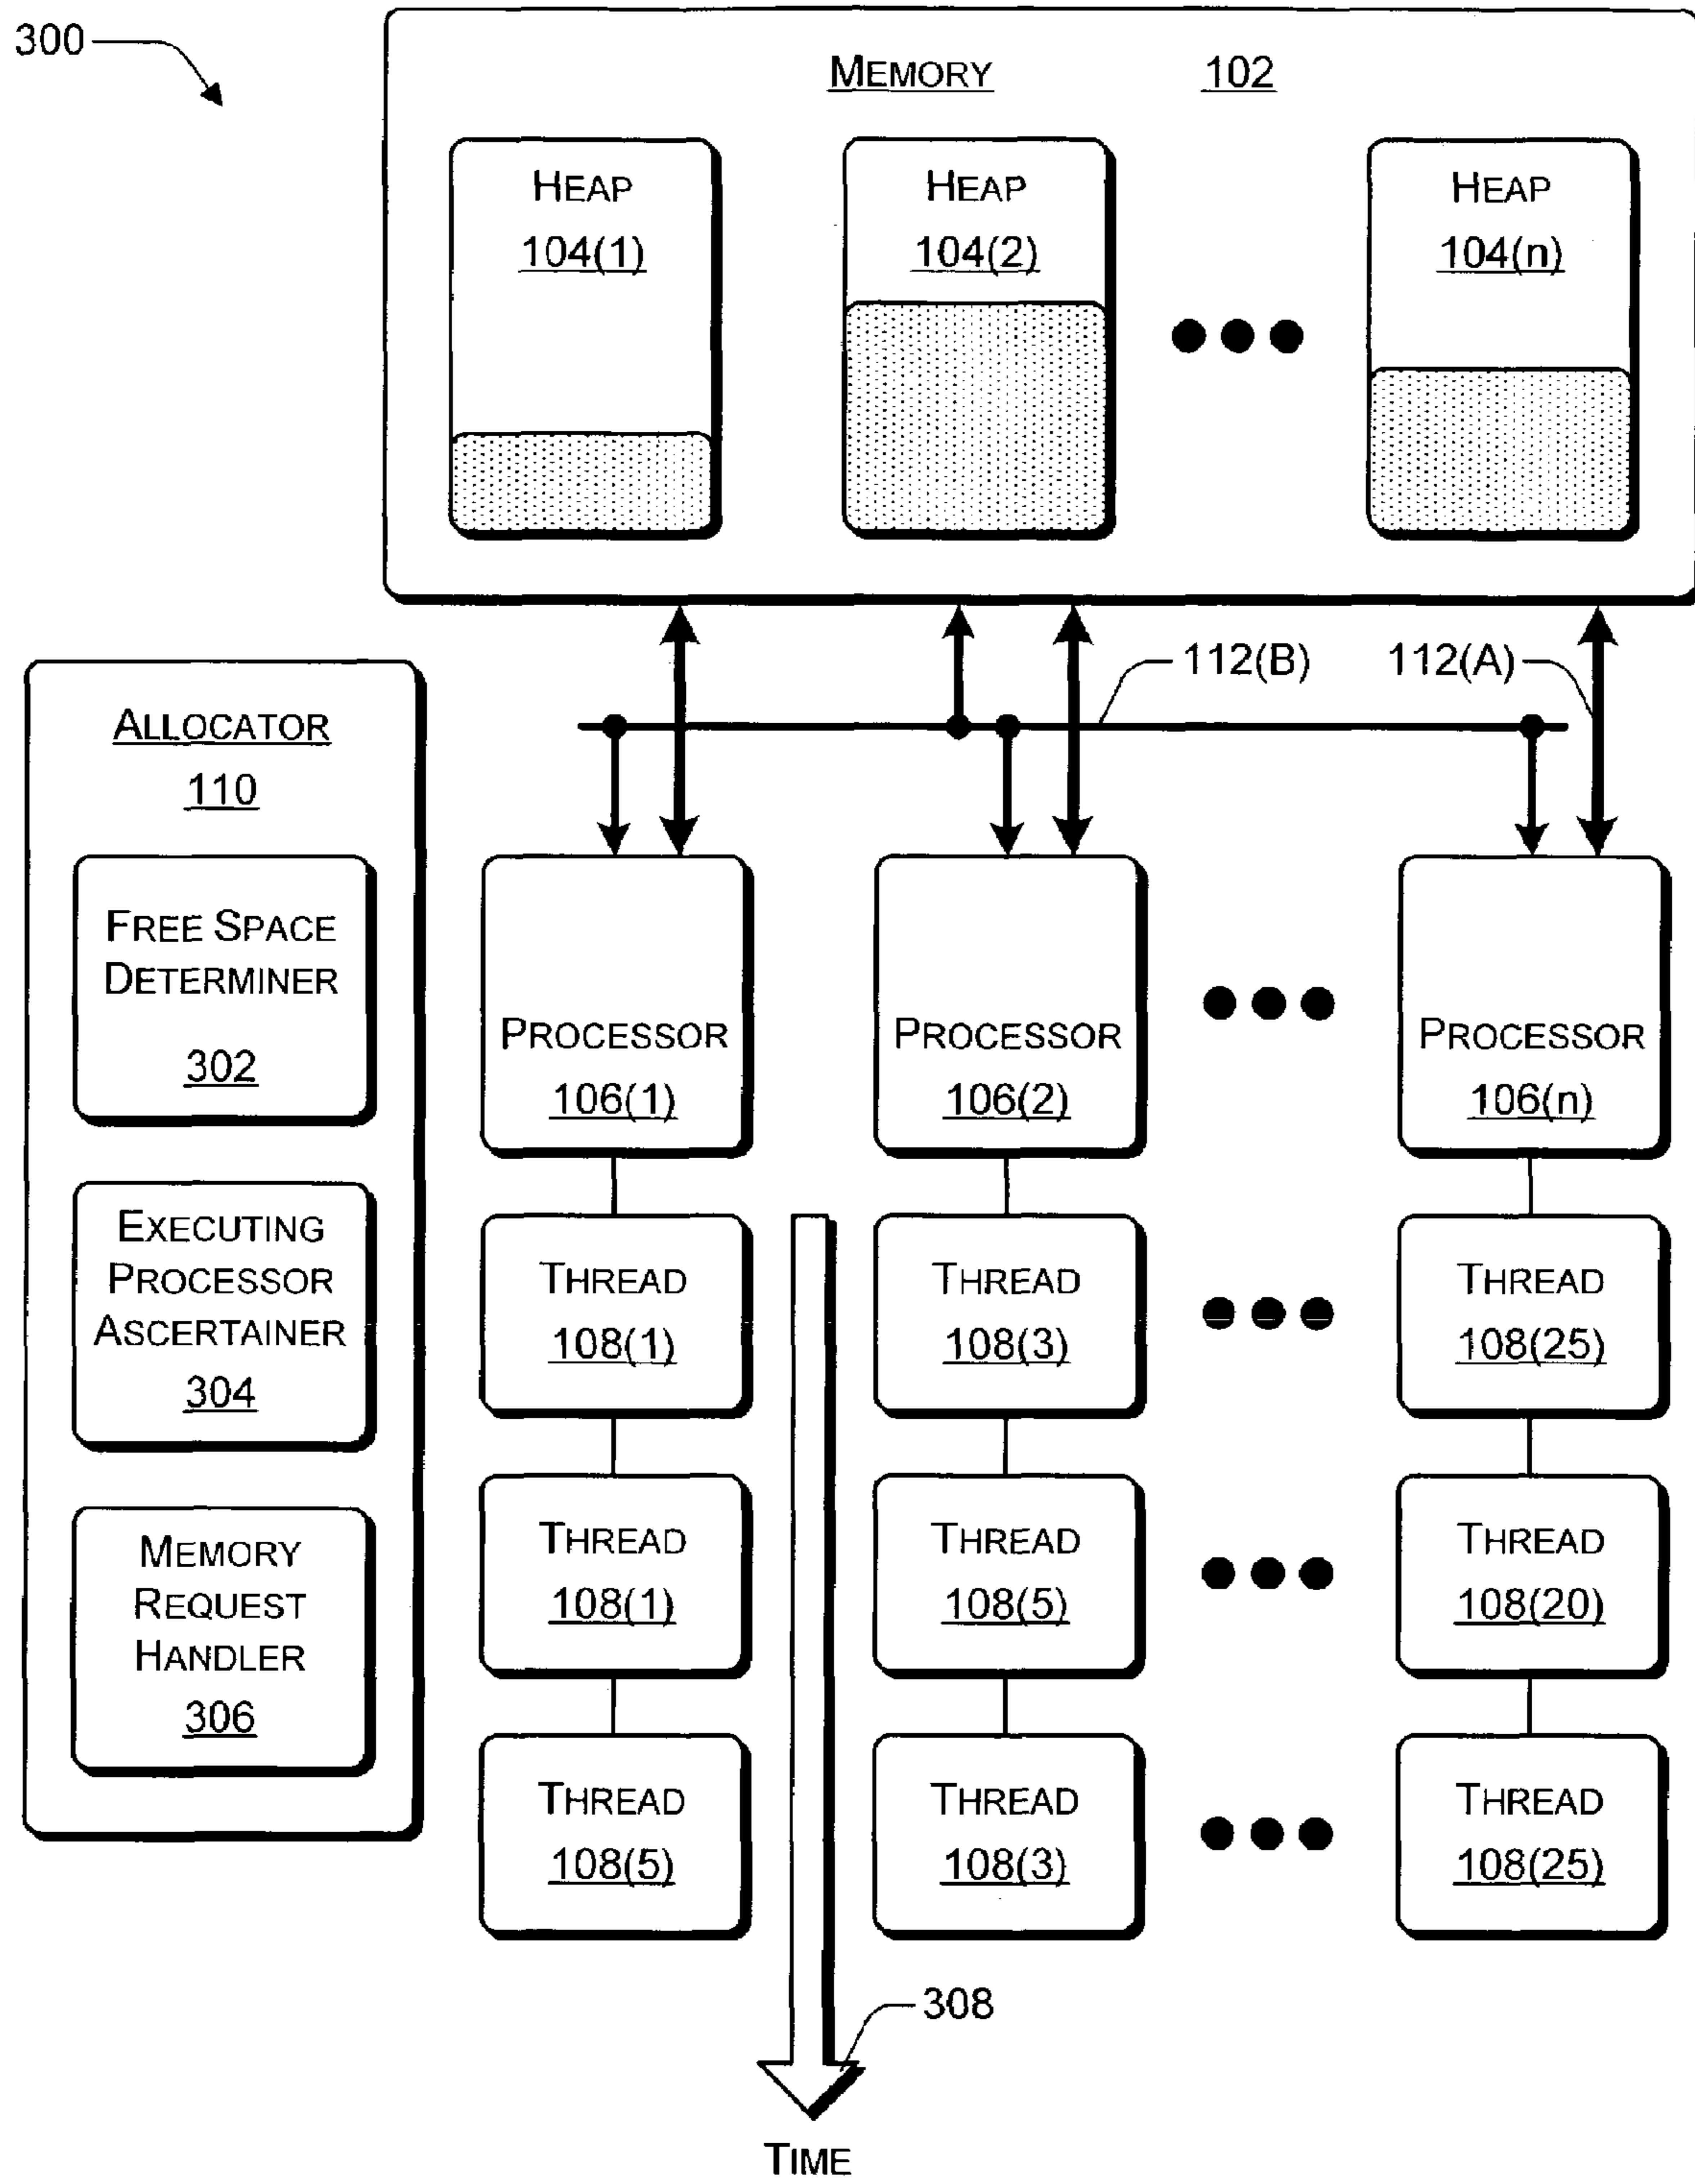 300
MEMORY 102
HEAP
104(1)
HEAP
104(2)
HEAP
104(n)
112(B)
112(A)
ALLOCATOR
110
FREE SPACE
DETERMINER
302
EXECUTING
PROCESSOR
ASCERTAINER
304
MEMORY
REQUEST
HANDLER
306
PROCESSOR
106(1)
PROCESSOR
106(2)
PROCESSOR
106(n)
THREAD
108(1)
THREAD
108(3)
THREAD
108(25)
THREAD
108(1)
THREAD
108(5)
THREAD
108(20)
THREAD
108(5)
THREAD
108(3)
THREAD
108(25)
308
TIME